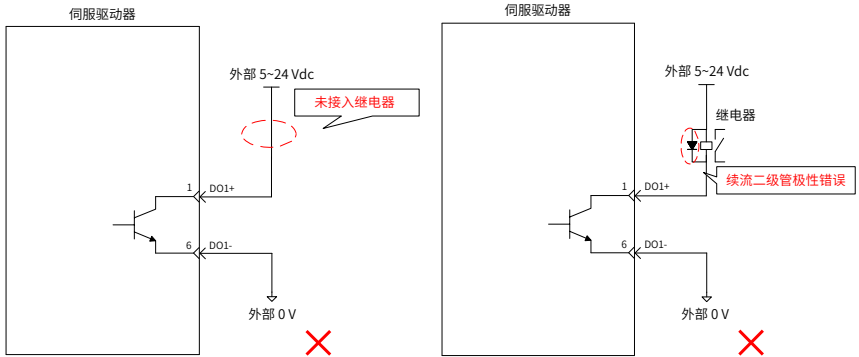 伺服驱动器
外部 5~24 Vdc
未接入继电器
1
DO1+
6
DO1-
外部 0 V
伺服驱动器
外部 5~24 Vdc
继电器
续流二级管极性错误
1
DO1+
6
DO1-
外部 0 V